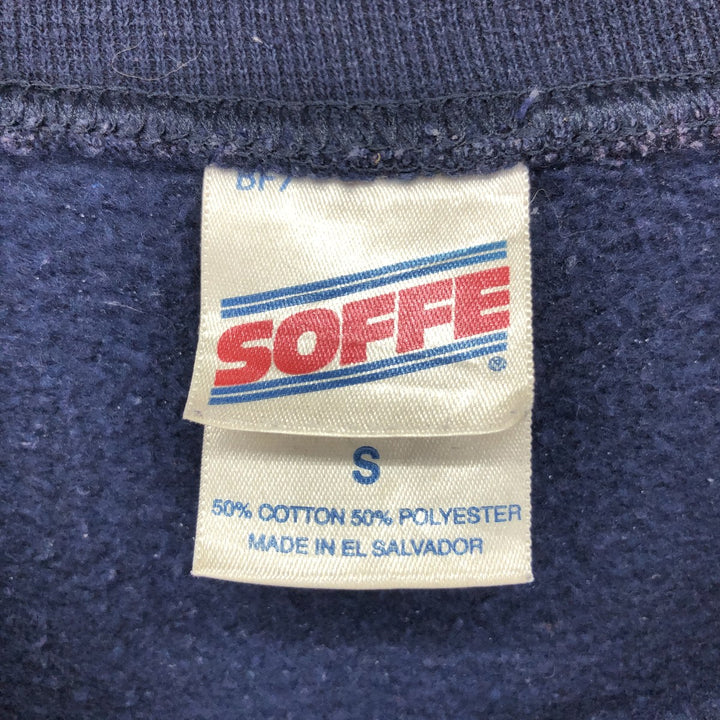 SOFFE
®
S
50% COTTON 50% POLYESTER
MADE IN EL SALVADOR